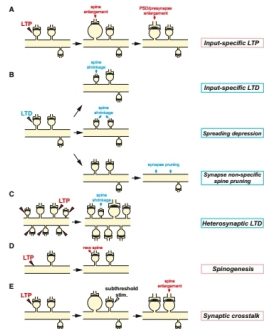 A
LTP
spine
enlargement
PSD/presynapse
enlargement
Input-specific LTP
B
spine
shrinkage
Input-specific LTD
LTD
spine
shrinkage
Spreading depression
synapse pruning
Synapse non-specific
spine pruning
C
LTP
spine
shrinkage
LTP
Heterosynaptic LTD
D
LTP
new spine
Spinogenesis
E
LTP
subthreshold
stim.
spine
enlargement
Synaptic crosstalk